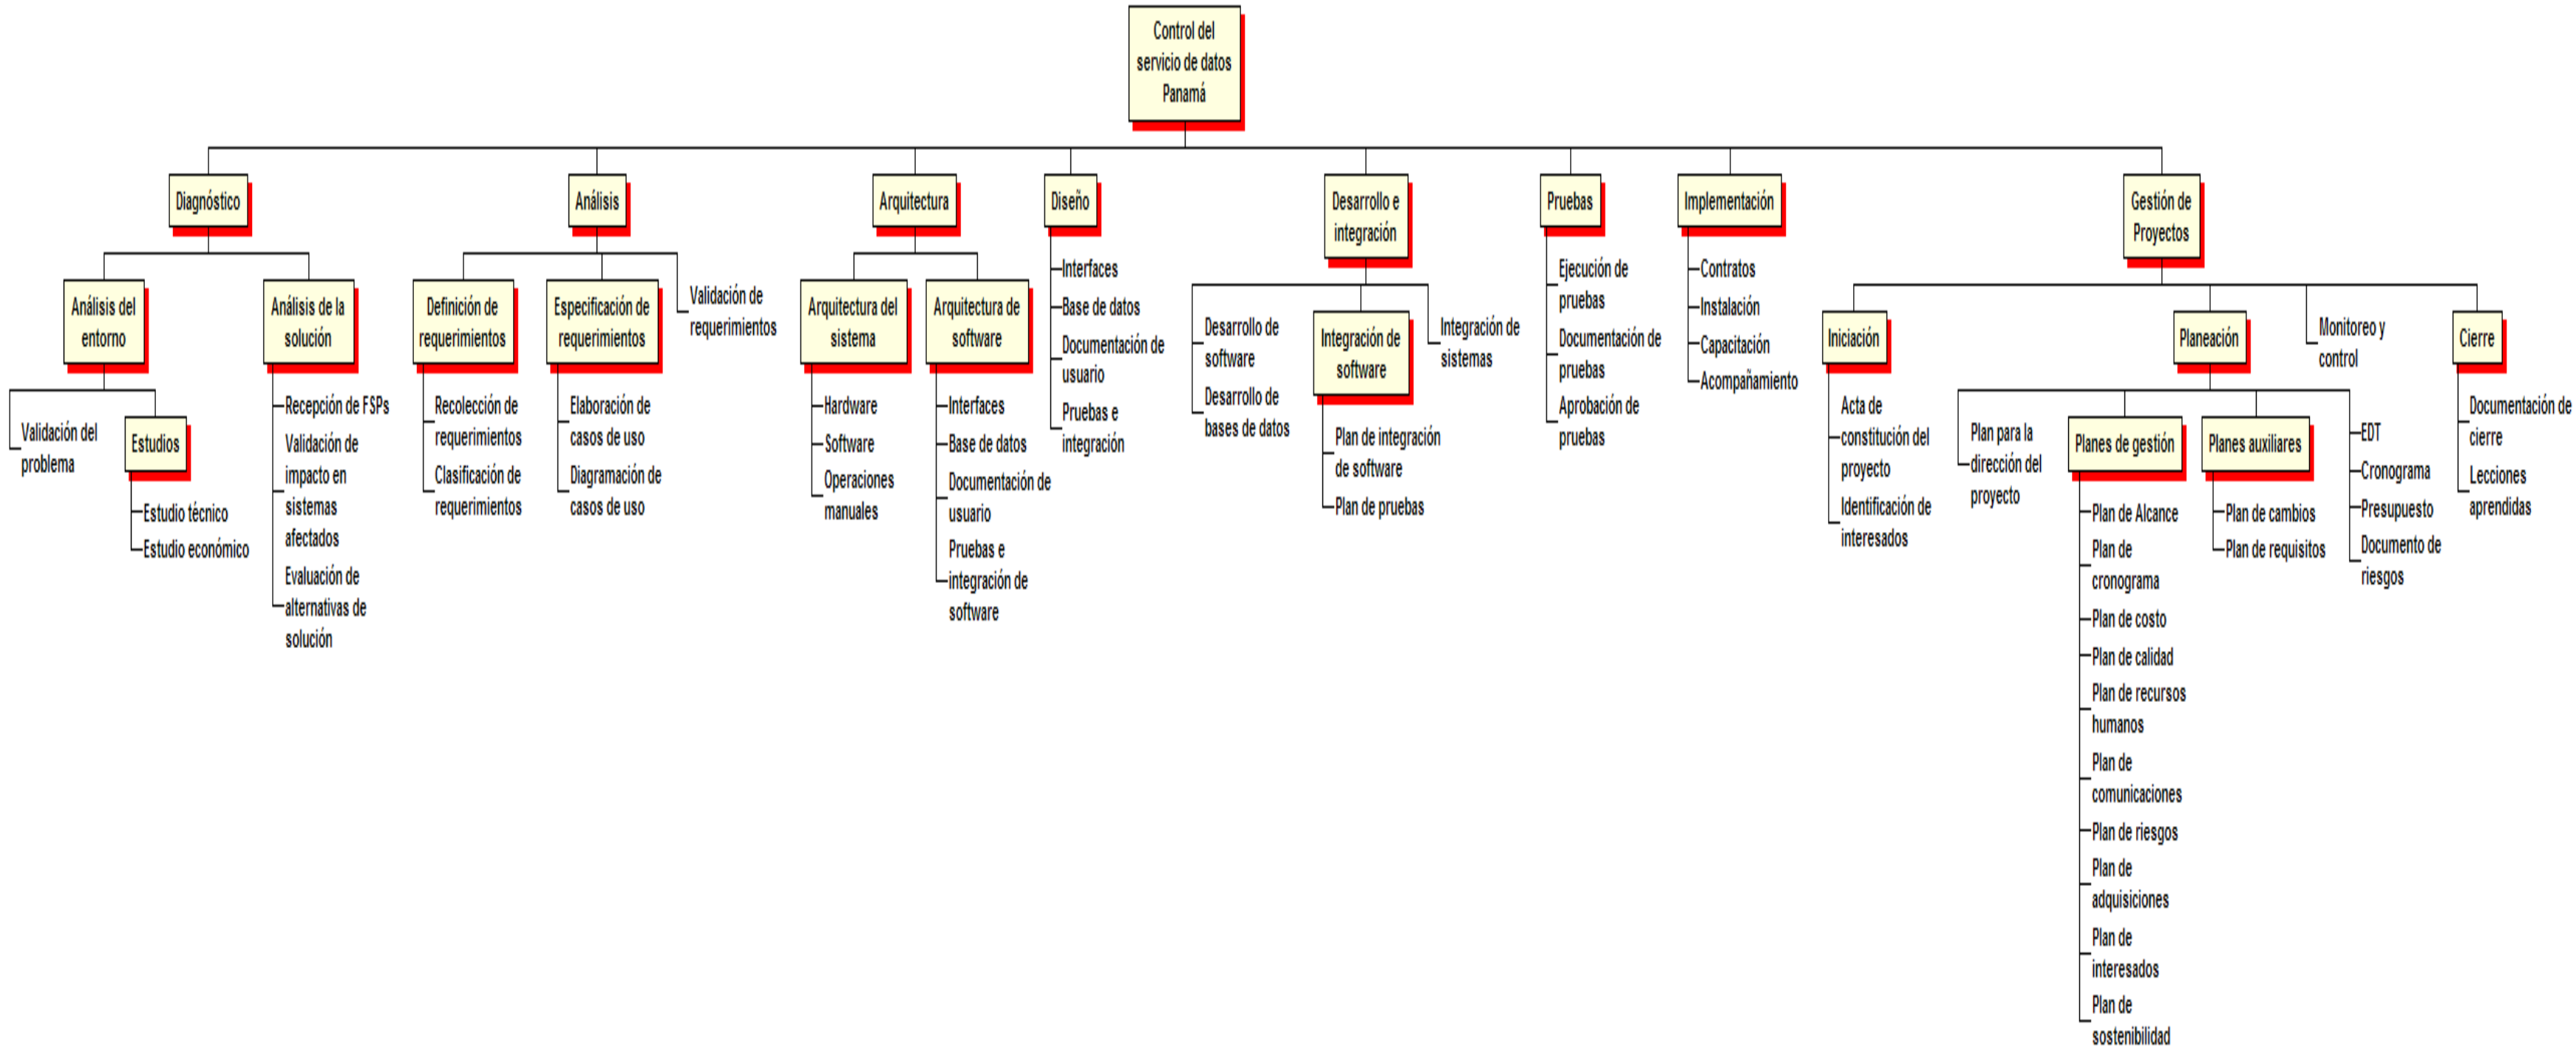 Control del
servicio de datos
Panamá
Diagnóstico
Análisis
Arquitectura
Diseño
Desarrollo e
integración
Pruebas
Implementación
Gestión de
Proyectos
Análisis del
entorno
Validación del
problema
Estudios
Estudio técnico
Estudio económico
Análisis de la
solución
Recepción de FSPs
Validación de
impacto en
sistemas
afectados
Evaluación de
alternativas de
solución
Definición de
requerimientos
Recolección de
requerimientos
Clasificación de
requerimientos
Especificación de
requerimientos
Elaboración de
casos de uso
Diagramación de
casos de uso
Validación de
requerimientos
Arquitectura del
sistema
Hardware
Software
Operaciones
manuales
Arquitectura de
software
Interfaces
Base de datos
Documentación de
usuario
Pruebas e
integración de
software
Interfaces
Base de datos
Documentación de
usuario
Pruebas e
integración
Desarrollo de
software
Desarrollo de
bases de datos
Integración de
software
Plan de integración
de software
Plan de pruebas
Integración de
sistemas
Ejecución de
pruebas
Documentación de
pruebas
Aprobación de
pruebas
Contratos
Instalación
Capacitación
Acompañamiento
Iniciación
Acta de
constitución del
proyecto
Identificación de
interesados
Planeación
Plan para la
dirección del
proyecto
Planes de gestión
Plan de Alcance
Plan de
cronograma
Plan de costo
Plan de calidad
Plan de recursos
humanos
Plan de
comunicaciones
Plan de riesgos
Plan de
adquisiciones
Plan de
interesados
Plan de
sostenibilidad
Planes auxiliares
Plan de cambios
Plan de requisitos
EDT
Cronograma
Presupuesto
Documento de
riesgos
Monitoreo y
control
Cierre
Documentación de
cierre
Lecciones
aprendidas